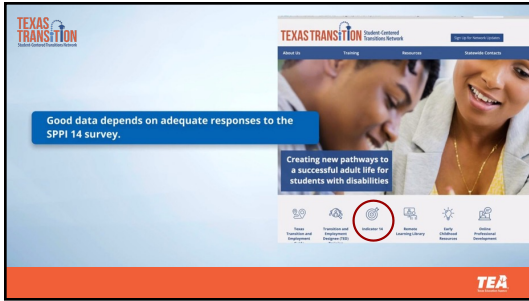 TEXAS
TRANSITION
Student-Centered Transitions Network
Good data depends on adequate responses to the
SPPI 14 survey.
TEXAS TRANSITION Student-Centered
Transitions Network
Sign Up for Network Updates
About Us Training Resources Statewide Contacts
Creating new pathways to
a successful adult life for
students with disabilities
Texas
Transition and
Employment
Transition and
Employment
Designee (TED)
Indicator 14
Remote
Learning Library
Early
Childhood
Resources
Online
Professional
Development
TEA